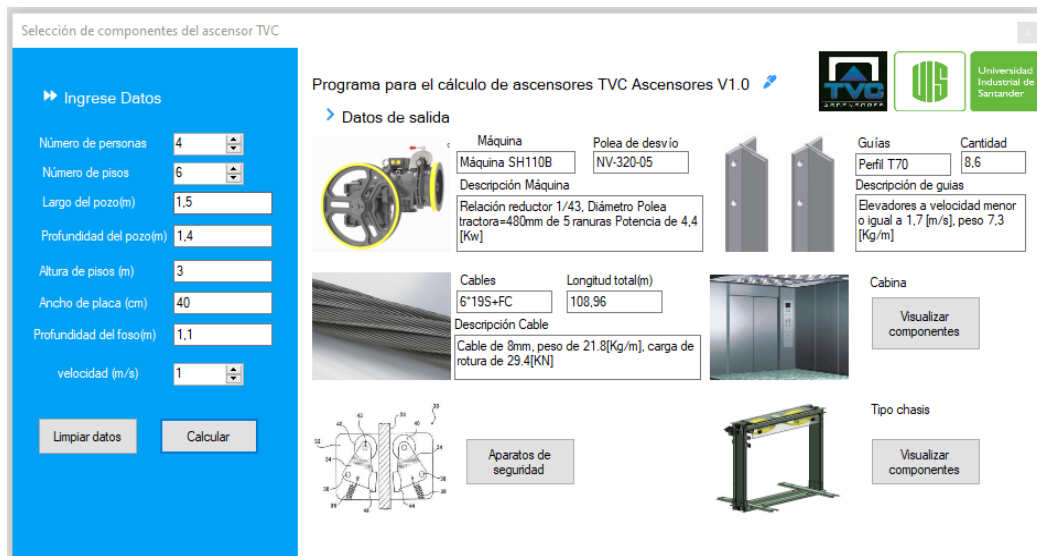 Selección de componentes del ascensor TVC
Ingrese Datos
Número de personas
4
Número de pisos
6
Largo del pozo(m)
1,5
Profundidad del pozo(m)
1,4
Altura de pisos (m)
3
Ancho de placa (cm)
40
Profundidad del foso(m)
1,1
velocidad (m/s)
1
Limpiar datos
Calcular
Programa para el cálculo de ascensores TVC Ascensores V1.0
TVC
ASCENSORES
UIS
Universidad
Industrial de
Santander
Datos de salida
Máquina
Polea de desvío
Máquina SH110B
NV-320-05
Descripción Máquina
Relación reductor 1/43, Diámetro Polea
tractora=480mm de 5 ranuras Potencia de 4,4
[Kw]
Guías
Cantidad
Perfil T70
8,6
Descripción de guias
Elevadores a velocidad menor
o igual a 1,7 [m/s], peso 7,3
[Kg/m]
Cables
Longitud total(m)
6*19S+FC
108,96
Descripción Cable
Cable de 8mm, peso de 21.8[Kg/m], carga de
rotura de 29.4[KN]
Cabina
Visualizar
componentes
Aparatos de
seguridad
Tipo chasis
Visualizar
componentes